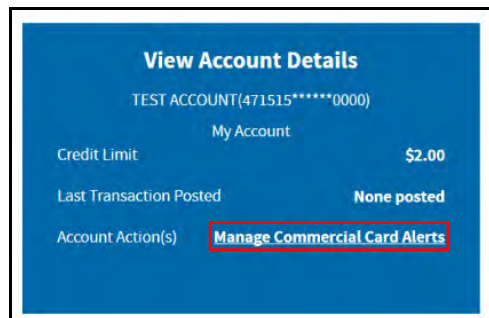 View Account Details
TEST ACCOUNT(471515******0000)
My Account
Credit Limit $2.00
Last Transaction Posted None posted
Account Action(s) Manage Commercial Card Alerts